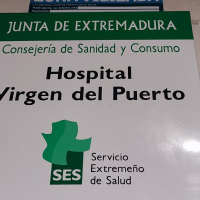 JUNTA DE EXTREMADURA
Consejería de Sanidad y Consumo
Hospital
Virgen del Puerto
SES
Servicio
Extremeño
de Salud